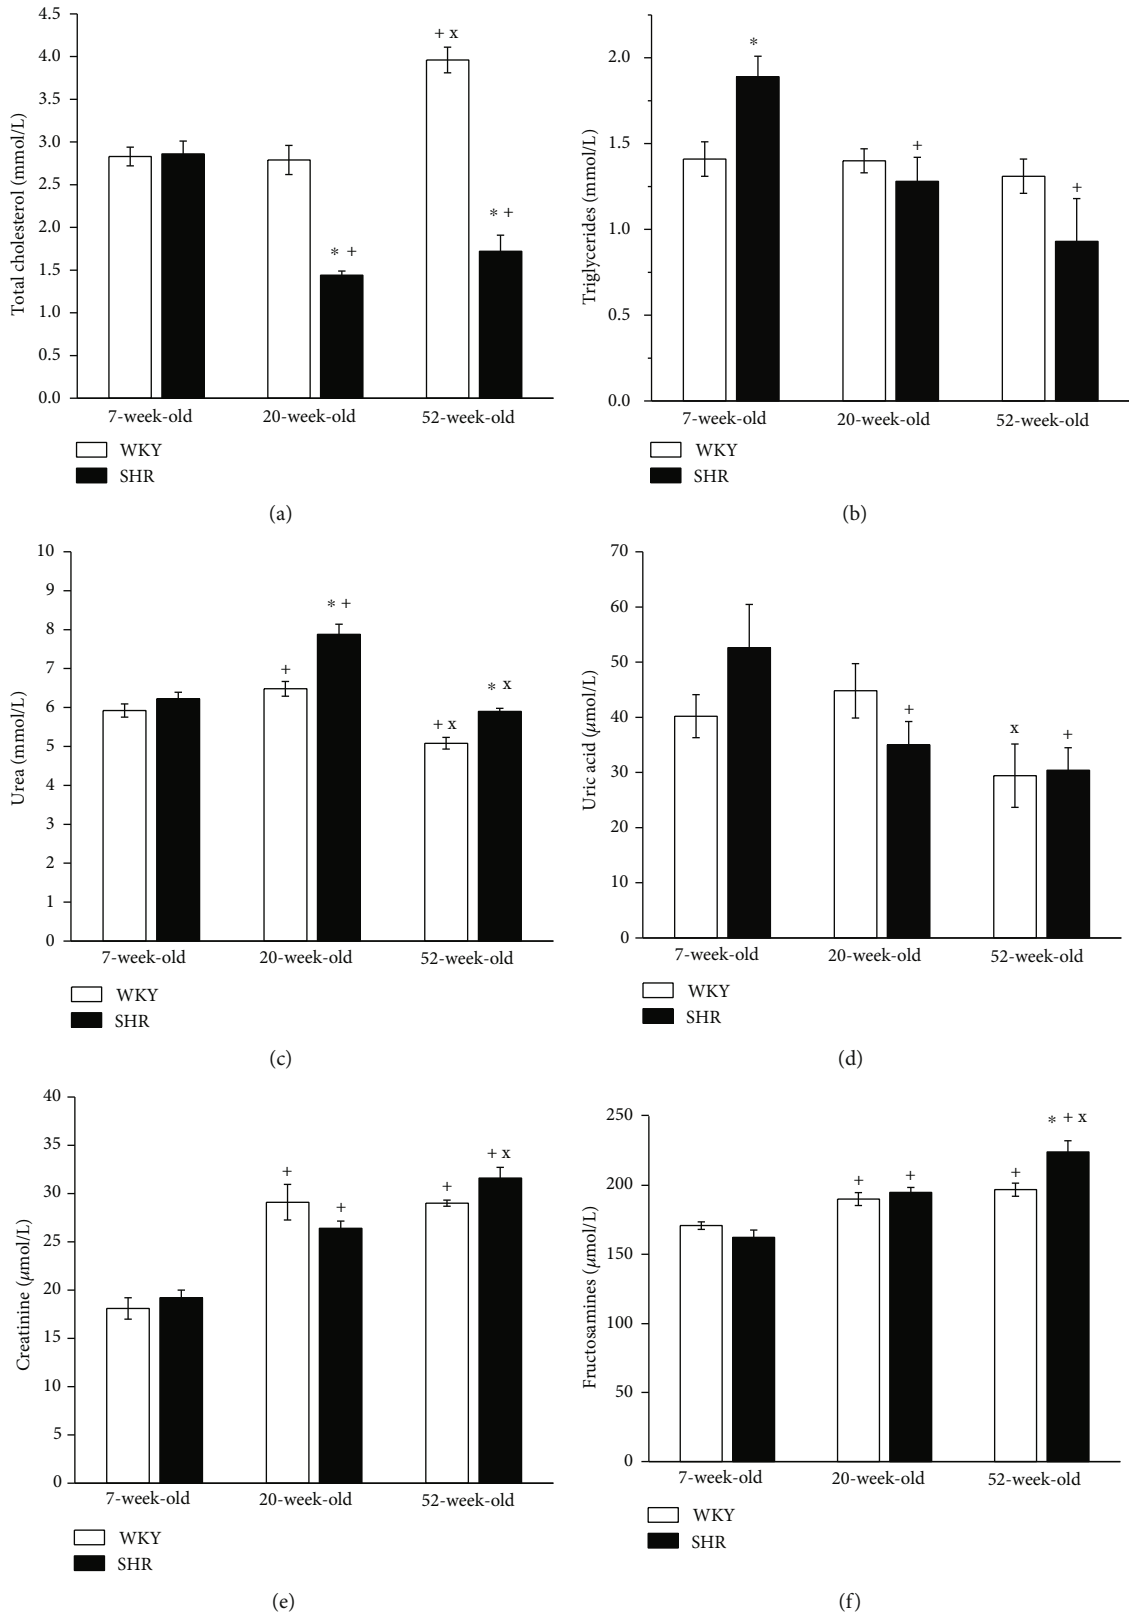 Total cholesterol (mmol/L)
4.5
4.0
3.5
3.0
2.5
2.0
1.5
1.0
0.5
0.0
+ x
* +
* +
7-week-old 20-week-old 52-week-old
WKY
SHR
(a)
Triglycerides (mmol/L)
2.0
1.5
1.0
0.5
0.0
*
+
+
7-week-old 20-week-old 52-week-old
WKY
SHR
(b)
Urea (mmol/L)
10
9
8
7
6
5
4
3
2
1
0
* +
+
* x
+ x
7-week-old 20-week-old 52-week-old
WKY
SHR
(c)
Uric acid (μmol/L)
70
60
50
40
30
20
10
0
+
x
+
7-week-old 20-week-old 52-week-old
WKY
SHR
(d)
Creatinine (μmol/L)
40
35
30
25
20
15
10
5
0
+
+
+
+ x
7-week-old 20-week-old 52-week-old
WKY
SHR
(e)
Fructosamines (μmol/L)
250
200
150
100
50
0
+
+
+
* + x
7-week-old 20-week-old 52-week-old
WKY
SHR
(f)